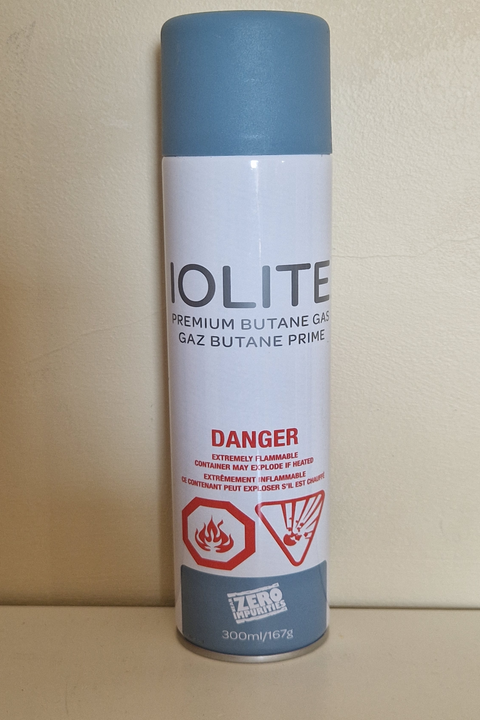 IOLITE
PREMIUM BUTANE GAS
GAZ BUTANE PRIME
DANGER
EXTREMELY FLAMMABLE
CONTAINER MAY EXPLODE IF HEATED
EXTRÊMEMENT INFLAMMABLE
CE CONTENANT PEUT EXPLOSER S'IL EST CHAUFFÉ
ZERO
IMPURITIES
300ml/167g